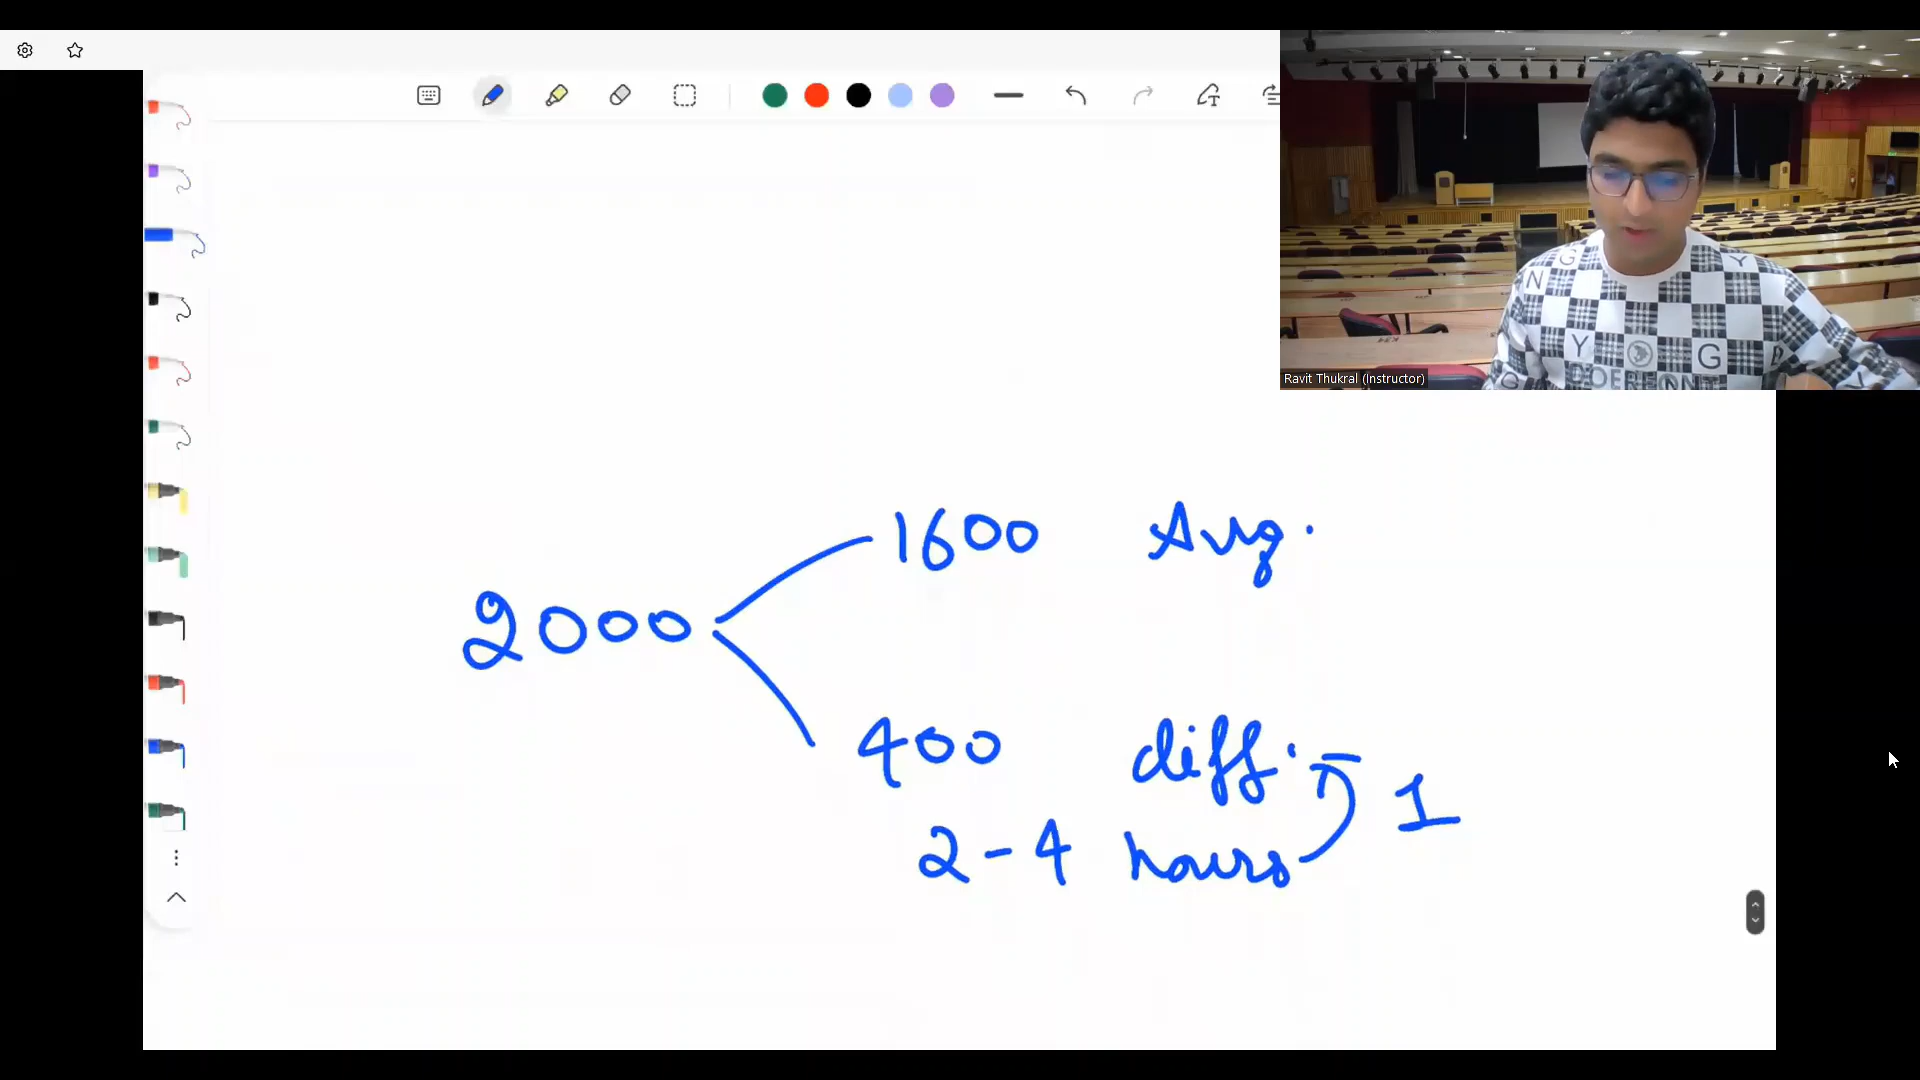 Ravit Thukral (Instructor)
1600 Avg.
2000
400 diff.
2-4 hours 1